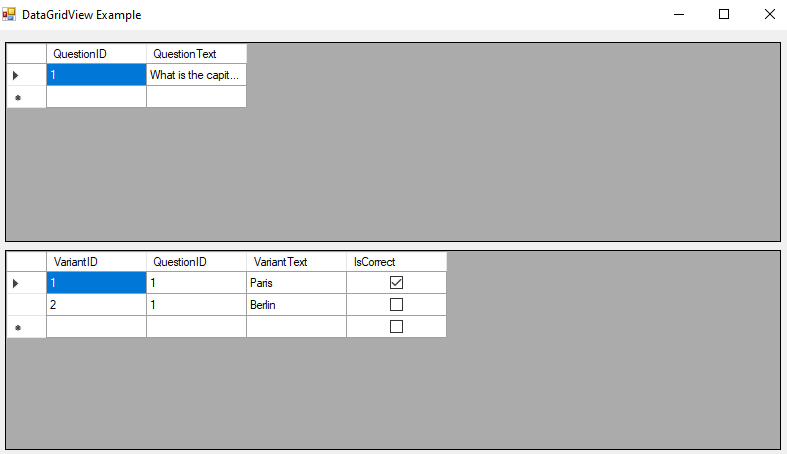 DataGridView Example
QuestionID QuestionText
1 What is the capit...
VariantID QuestionID VariantText IsCorrect
1 1 Paris
2 1 Berlin